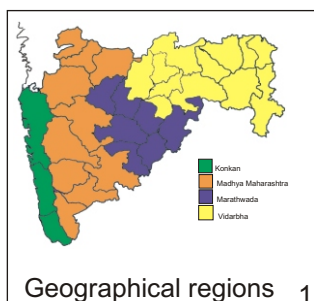 Konkan
Madhya Maharashtra
Marathwada
Vidarbha
Geographical regions 1